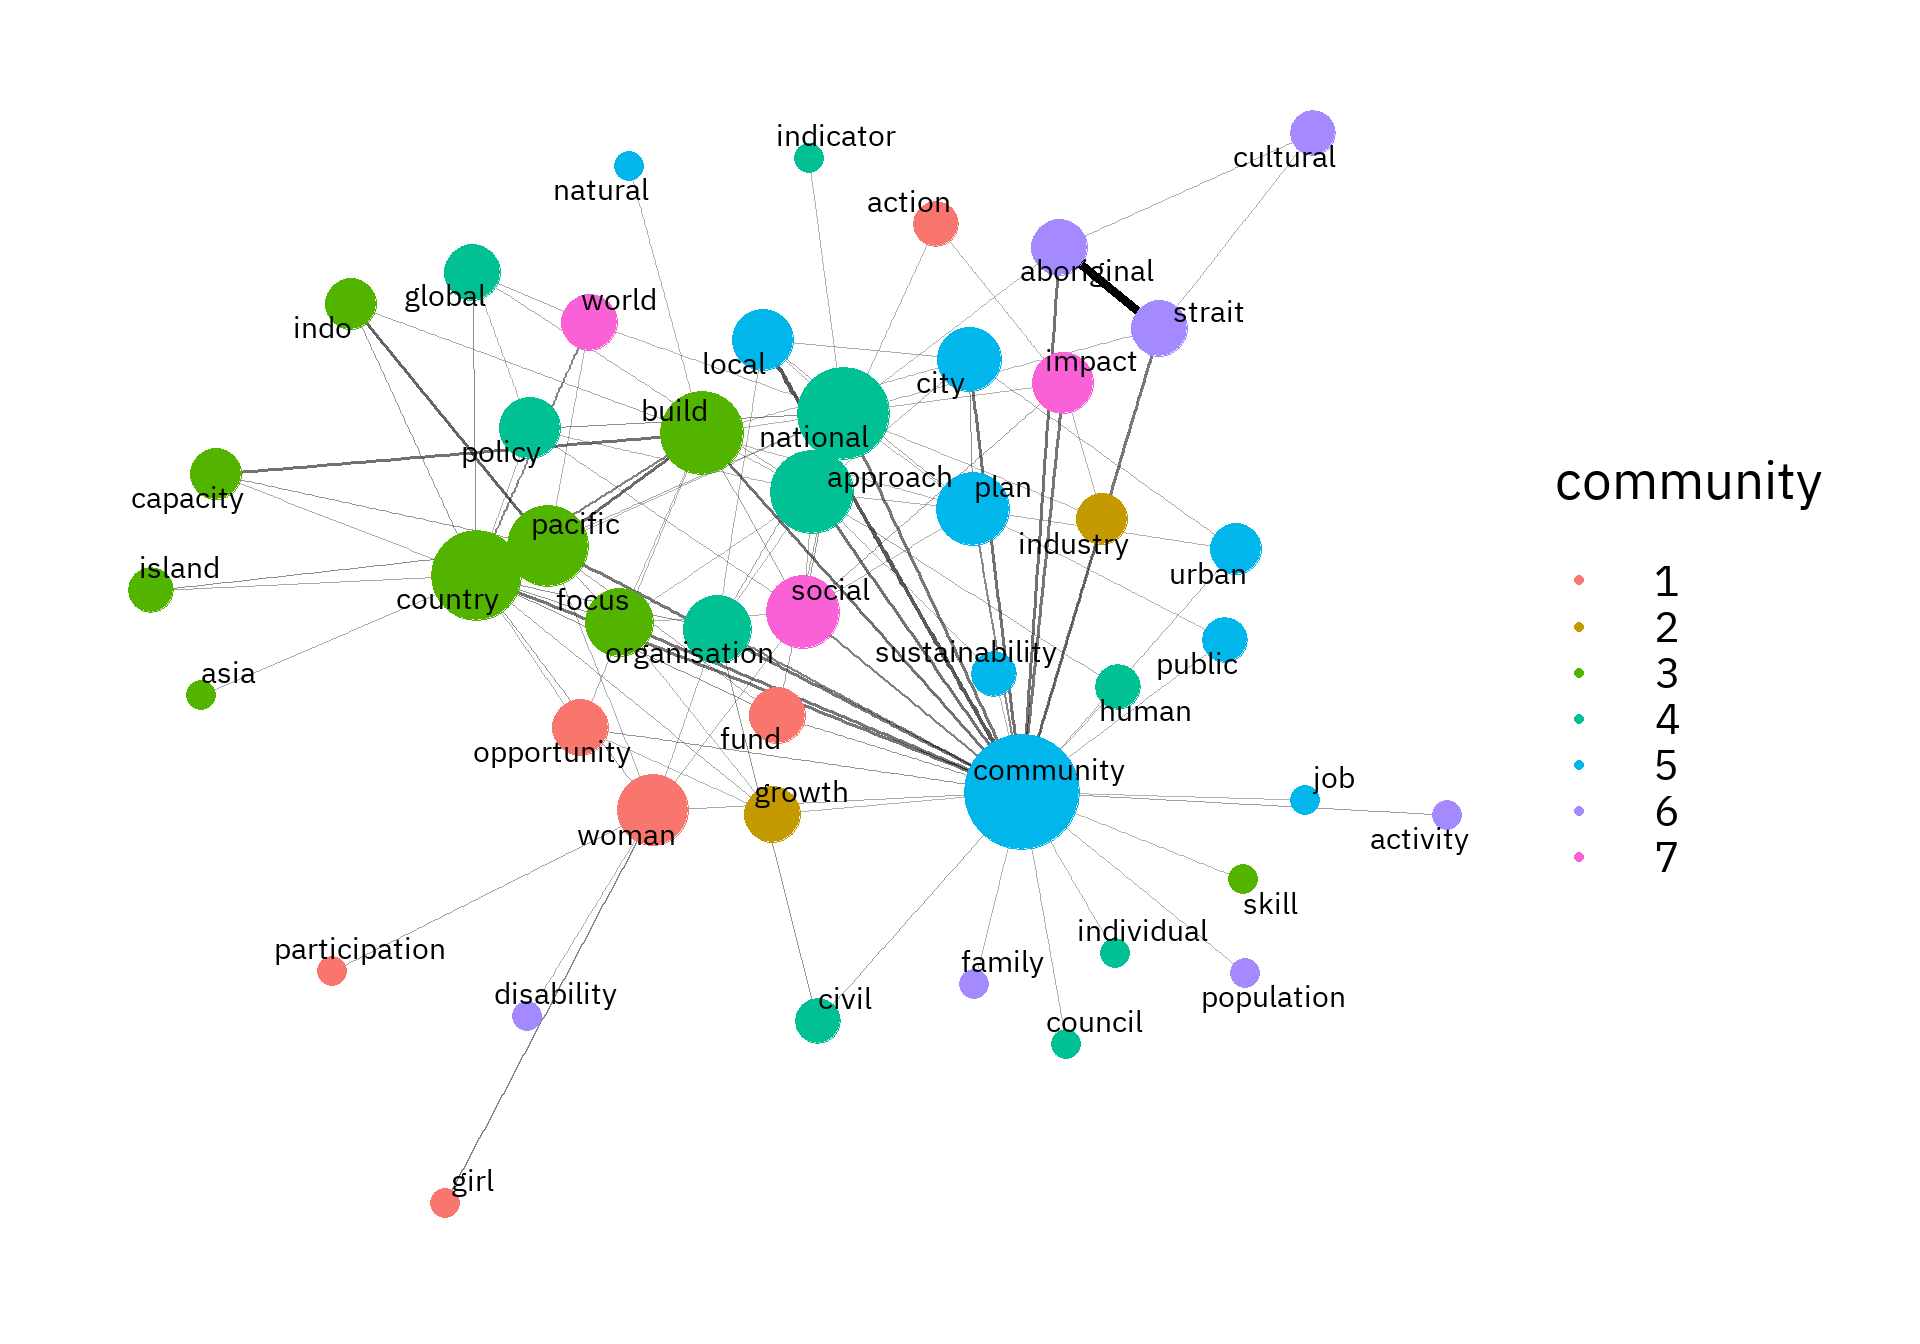 indicator
cultural
natural
action
aboriginal
global
world
strait
indo
local
impact
city
build
national
policy
approach
plan
capacity
pacific
industry
island
urban
country
focus
social
organisation
sustainability
public
asia
human
opportunity
fund
community
job
growth
woman
activity
skill
individual
participation
family
disability
civil
population
council
girl
community
1
2
3
4
5
6
7